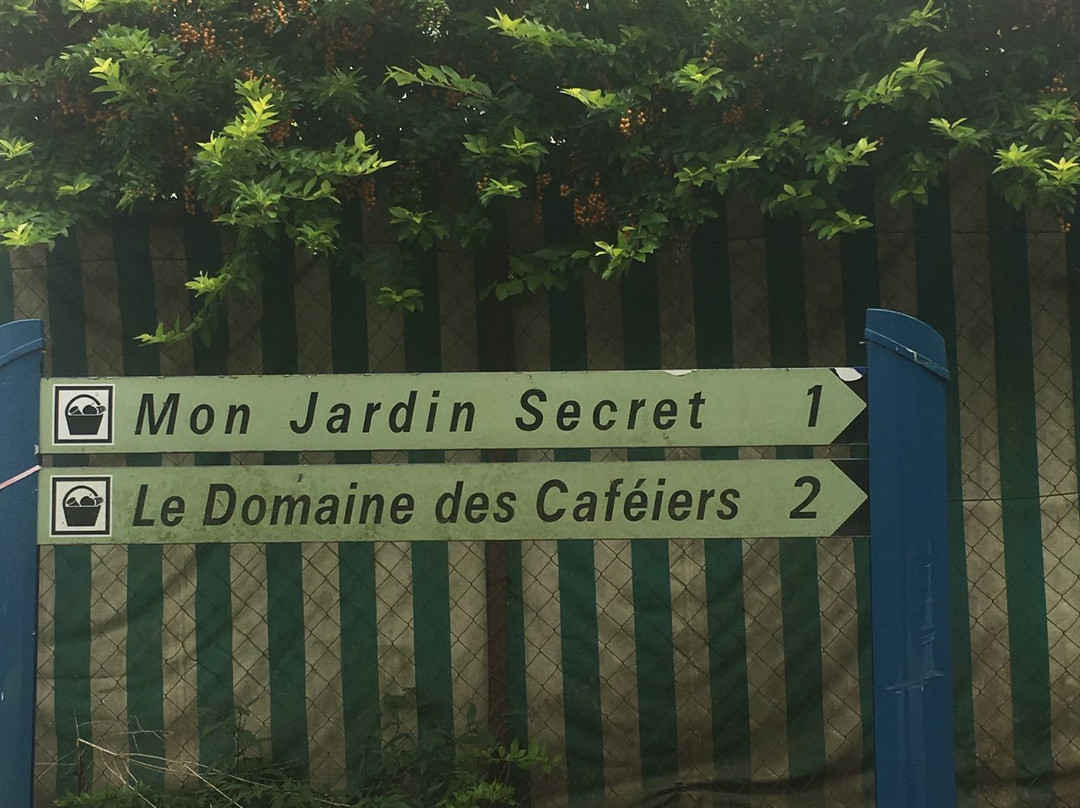 Mon Jardin Secret 1
Le Domaine des Caféiers 2